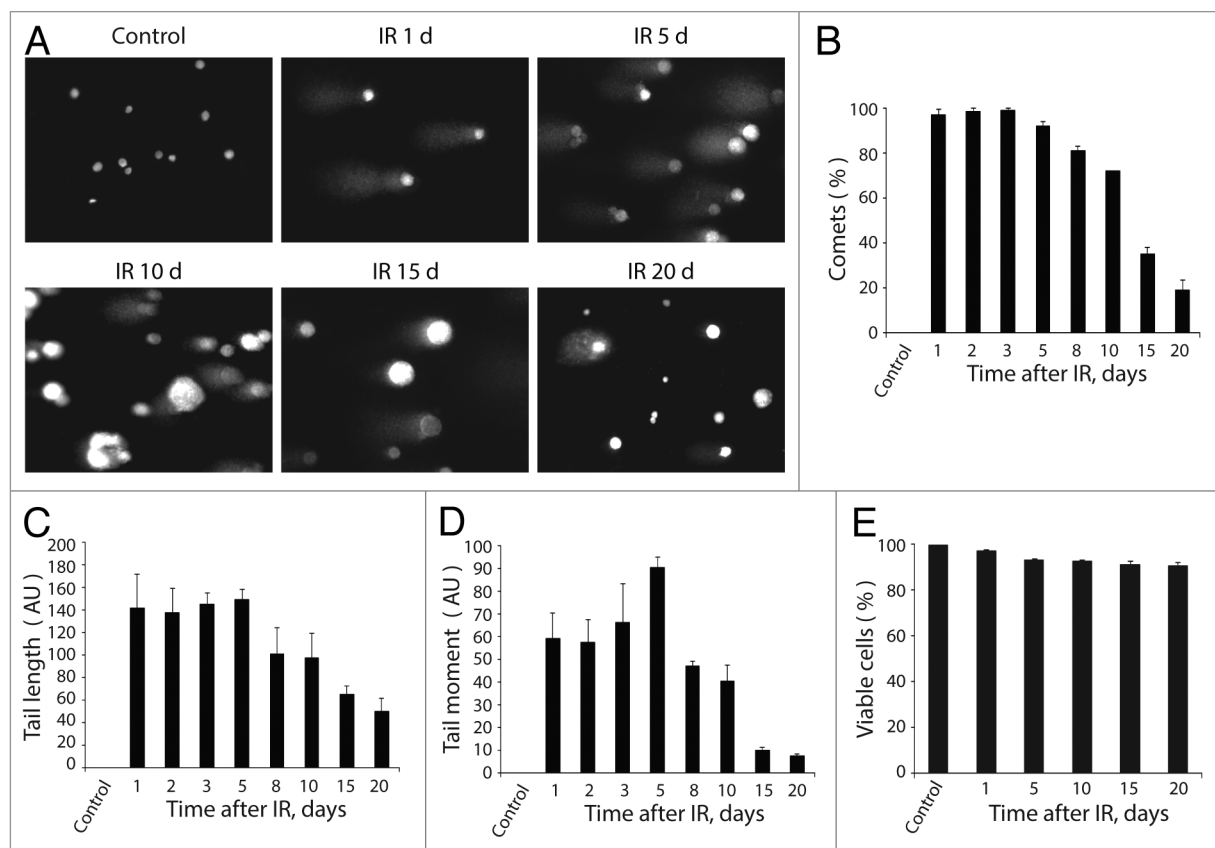 A
Control
IR 1 d
IR 5 d
IR 10 d
IR 15 d
IR 20 d
B
Comets ( % )
100
80
60
40
20
0
Control 1 2 3 5 8 10 15 20
Time after IR, days
C
Tail length ( AU )
200
180
160
140
120
100
80
60
40
20
0
Control 1 2 3 5 8 10 15 20
Time after IR, days
D
Tail moment ( AU )
100
90
80
70
60
50
40
30
20
10
0
Control 1 2 3 5 8 10 15 20
Time after IR, days
E
Viable cells ( % )
100
80
60
40
20
0
Control 1 5 10 15 20
Time after IR, days